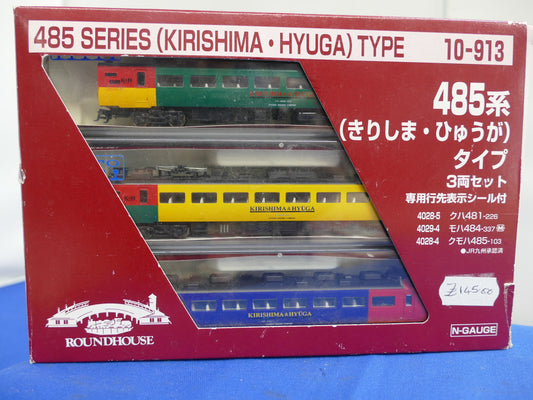 485 SERIES (KIRISHIMA・HYUGA) TYPE 10-913
485系
(きりしま・ひゅうが)
タイプ
3両セット
専用行先表示シール付
4028-5 クハ481-226
4029-4 モハ484-337 M
4028-4 クモハ485-103
●JR九州承認済
KIRISHIMA & HYUGA
KIRISHIMA & HYUGA
£145.00
ROUNDHOUSE
N-GAUGE